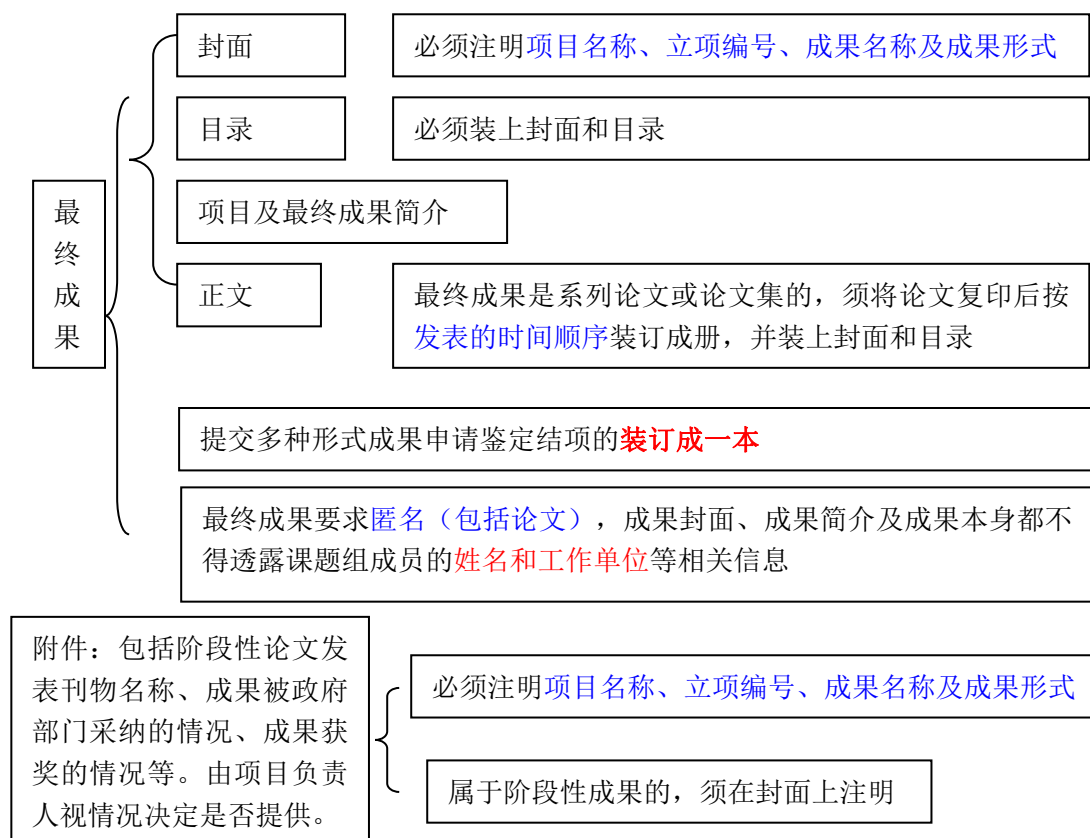 封面
必须注明项目名称、立项编号、成果名称及成果形式
目录
必须装上封面和目录
最
终
成
果
项目及最终成果简介
正文
最终成果是系列论文或论文集的，须将论文复印后按
发表的时间顺序装订成册，并装上封面和目录
提交多种形式成果申请鉴定结项的装订成一本
最终成果要求匿名（包括论文），成果封面、成果简介及成果本身都不
得透露课题组成员的姓名和工作单位等相关信息
附件：包括阶段性论文发
表刊物名称、成果被政府
部门采纳的情况、成果获
奖的情况等。由项目负责
人视情况决定是否提供。
必须注明项目名称、立项编号、成果名称及成果形式
属于阶段性成果的，须在封面上注明